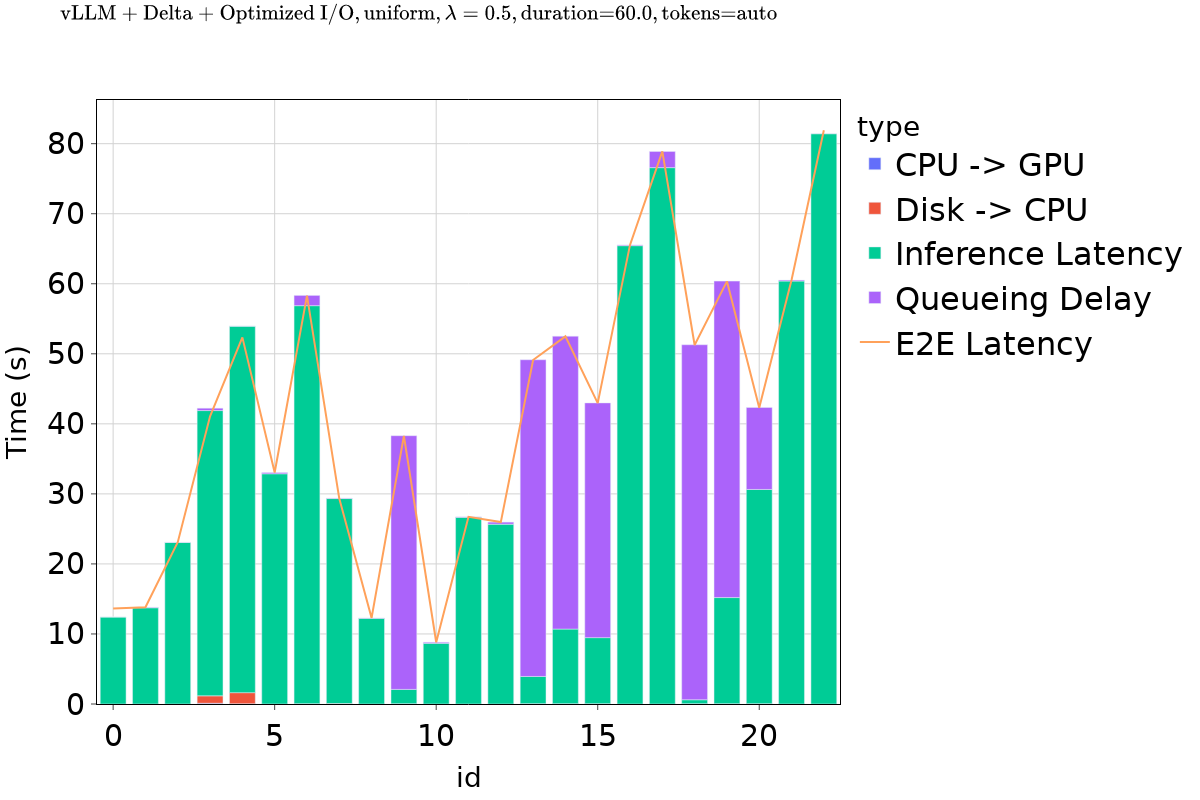 vLLM + Delta + Optimized I/O, uniform, λ = 0.5, duration=60.0, tokens=auto
type
CPU -> GPU
Disk -> CPU
Inference Latency
Queueing Delay
E2E Latency
Time (s)
80
70
60
50
40
30
20
10
0
0 5 10 15 20
id